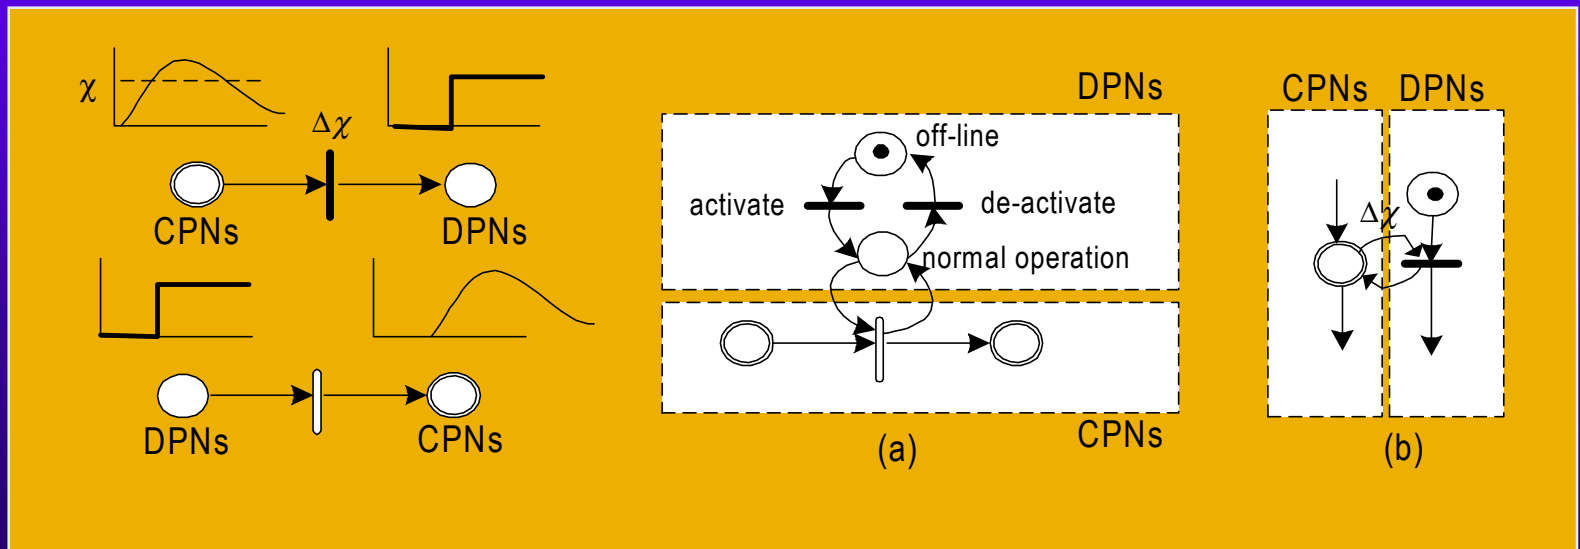 χ
Δχ
CPNs
DPNs
DPNs
CPNs
DPNs
off-line
activate
de-activate
normal operation
CPNs
(a)
CPNs
DPNs
Δχ
(b)